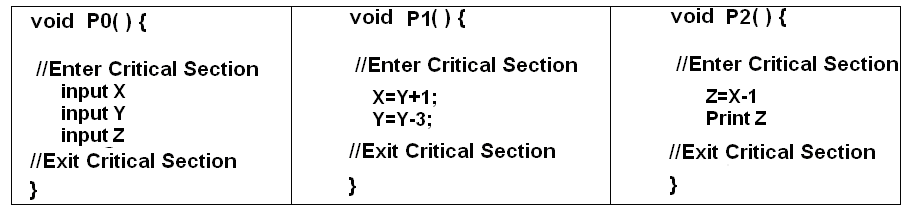 void P0( ) {
//Enter Critical Section
input X
input Y
input Z
//Exit Critical Section
}
void P1( ) {
//Enter Critical Section
X=Y+1;
Y=Y-3;
//Exit Critical Section
}
void P2( ) {
//Enter Critical Section
Z=X-1
Print Z
//Exit Critical Section
}